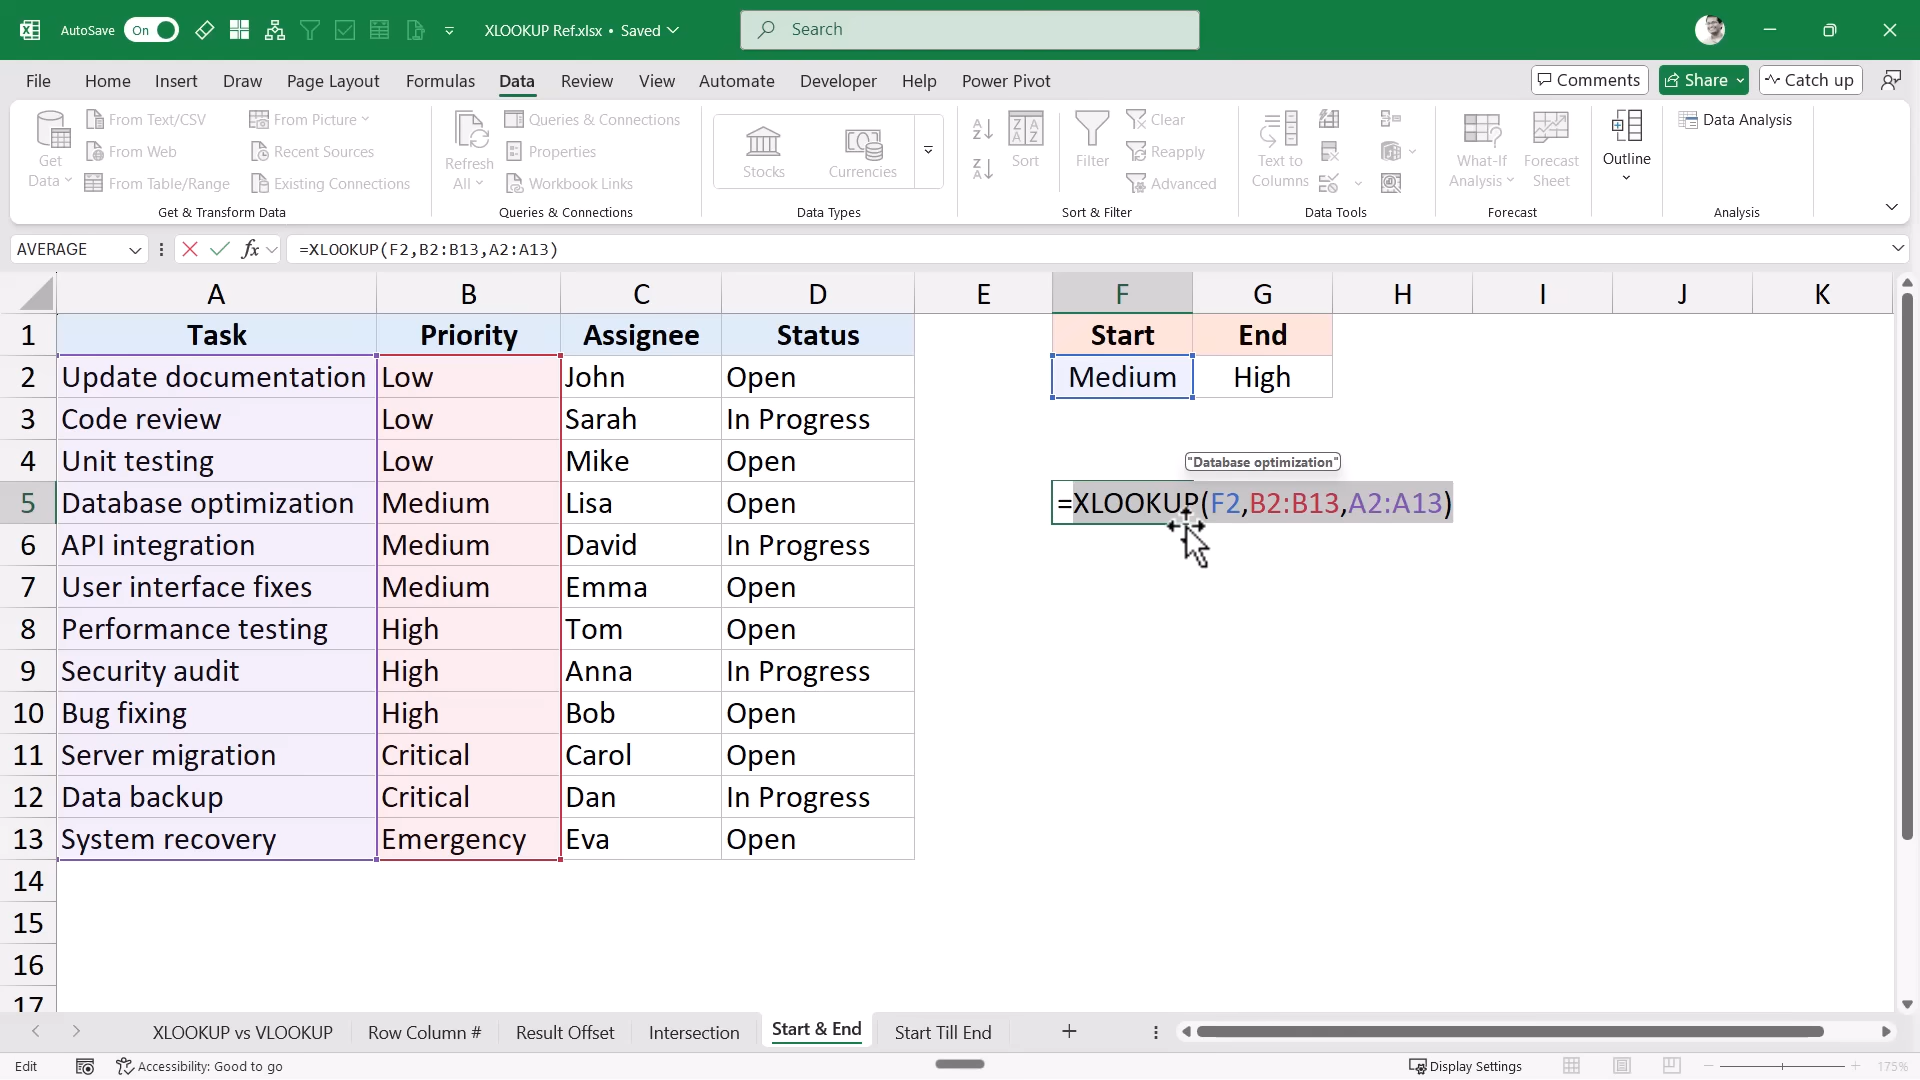 AutoSave On XLOOKUP Ref.xlsx • Saved Search
File Home Insert Draw Page Layout Formulas Data Review View Automate Developer Help Power Pivot Comments Share Catch up
Get Data From Text/CSV From Picture Refresh All Queries & Connections Stocks Currencies Sort Filter Clear Text to Columns What-If Analysis Forecast Sheet Outline Data Analysis
From Web Recent Sources Properties Reapply
From Table/Range Existing Connections Workbook Links Advanced
Get & Transform Data Queries & Connections Data Types Sort & Filter Data Tools Forecast Analysis
AVERAGE fx =XLOOKUP(F2,B2:B13,A2:A13)
A B C D E F G H I J K
1 Task Priority Assignee Status Start End
2 Update documentation Low John Open Medium High
3 Code review Low Sarah In Progress
4 Unit testing Low Mike Open "Database optimization"
5 Database optimization Medium Lisa Open =XLOOKUP(F2,B2:B13,A2:A13)
6 API integration Medium David In Progress
7 User interface fixes Medium Emma Open
8 Performance testing High Tom Open
9 Security audit High Anna In Progress
10 Bug fixing High Bob Open
11 Server migration Critical Carol Open
12 Data backup Critical Dan In Progress
13 System recovery Emergency Eva Open
14
15
16
17
XLOOKUP vs VLOOKUP Row Column # Result Offset Intersection Start & End Start Till End
Edit Accessibility: Good to go Display Settings 175%